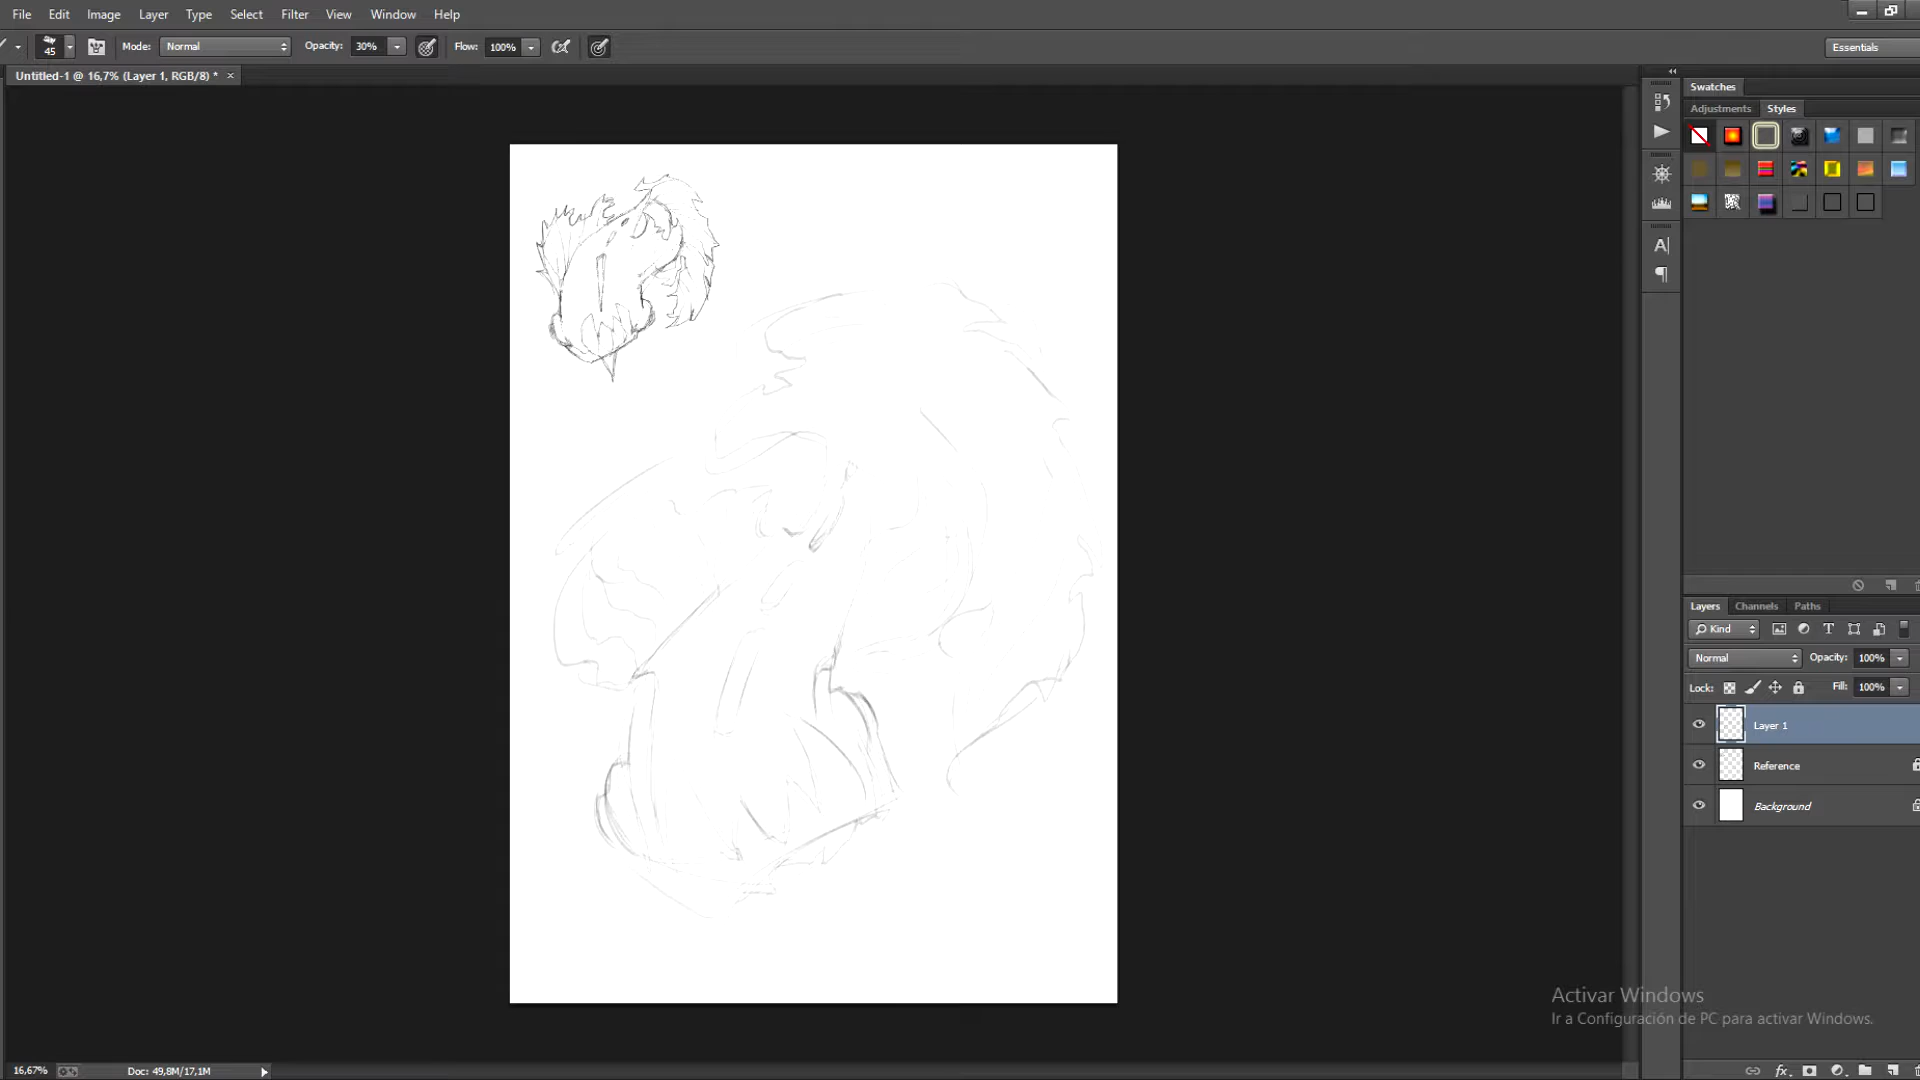 File Edit Image Layer Type Select Filter View Window Help
45 Mode: Normal Opacity: 30% Flow: 100% Essentials
Untitled-1 @ 16,7% (Layer 1, RGB/8) * ×
Swatches
Adjustments Styles
Layers Channels Paths
Kind
Normal Opacity: 100%
Lock: Fill: 100%
Layer 1
Reference
Background
Activar Windows
Ir a Configuración de PC para activar Windows.
16,67% Doc: 49,8M/17,1M